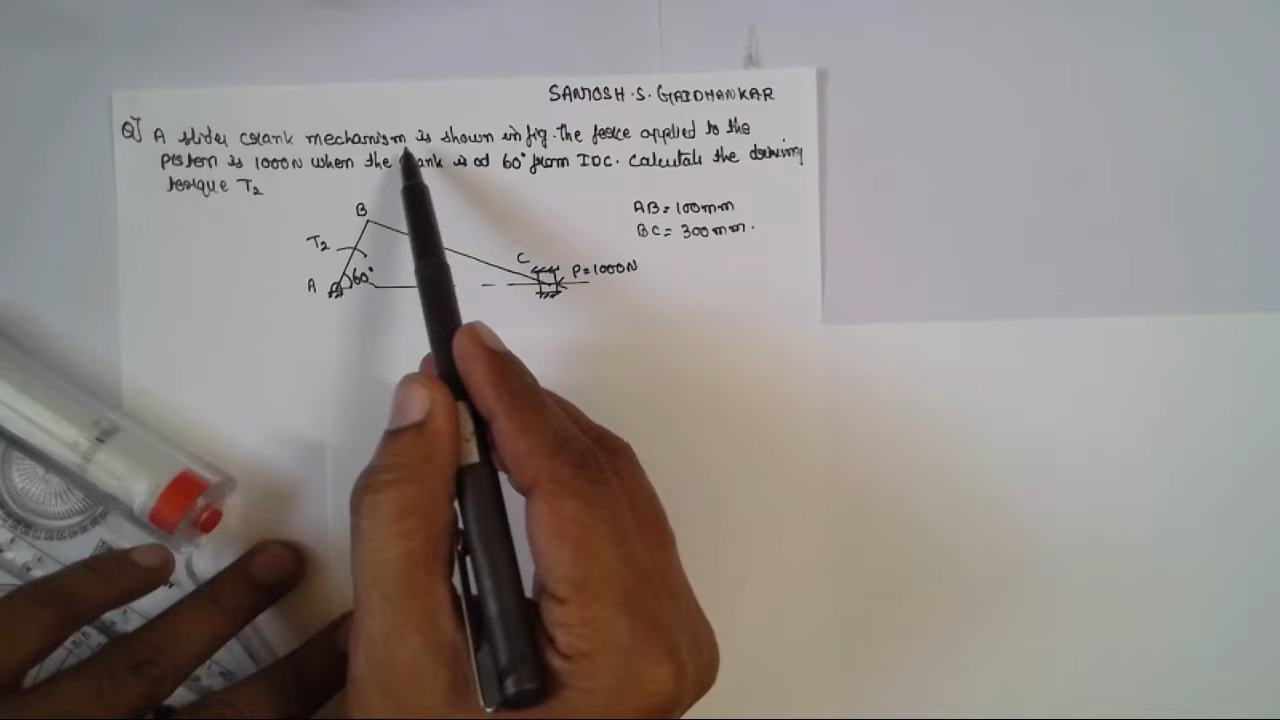 SANTOSH.S.GAIDHANKAR
Q] A slider crank mechanism is shown in fig. the force applied to the
piston is 1000N when the crank is at 60° from IDC. Calculate the driving
torque T2
AB = 100mm
BC = 300mm.
B
T2
A
60°
C
P=1000N